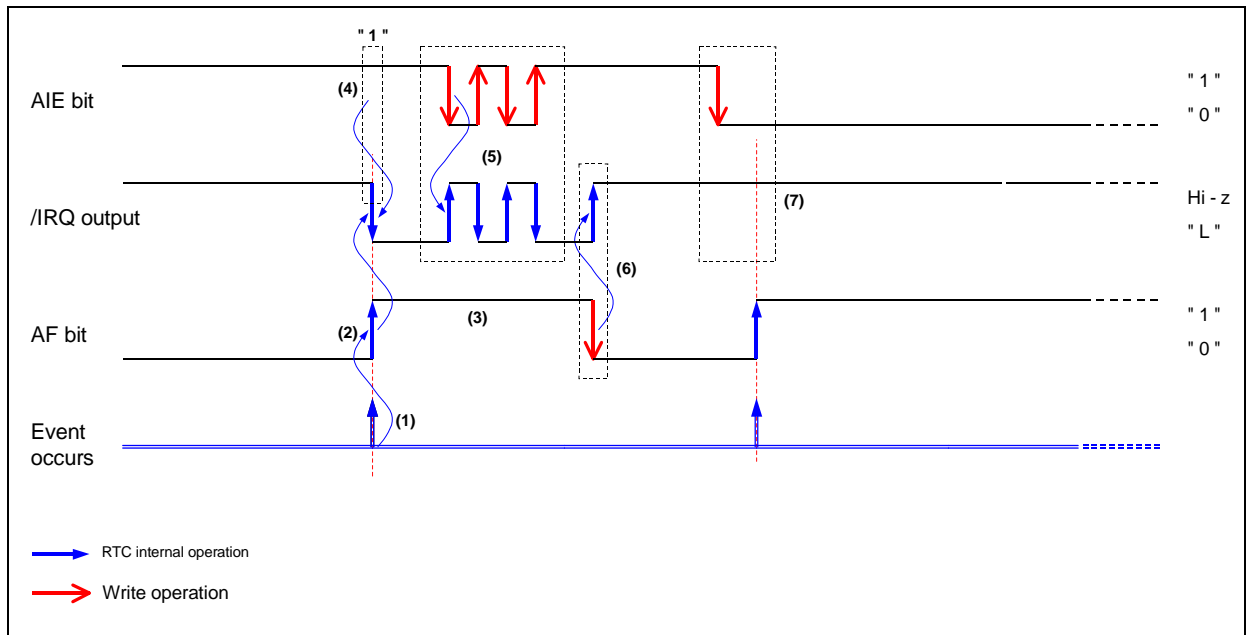 " 1 "
AIE bit
(4)
(5)
" 1 "
" 0 "
/IRQ output
(6)
(7)
Hi - z
" L "
AF bit
(2)
(3)
" 1 "
" 0 "
(1)
Event
occurs
RTC internal operation
Write operation